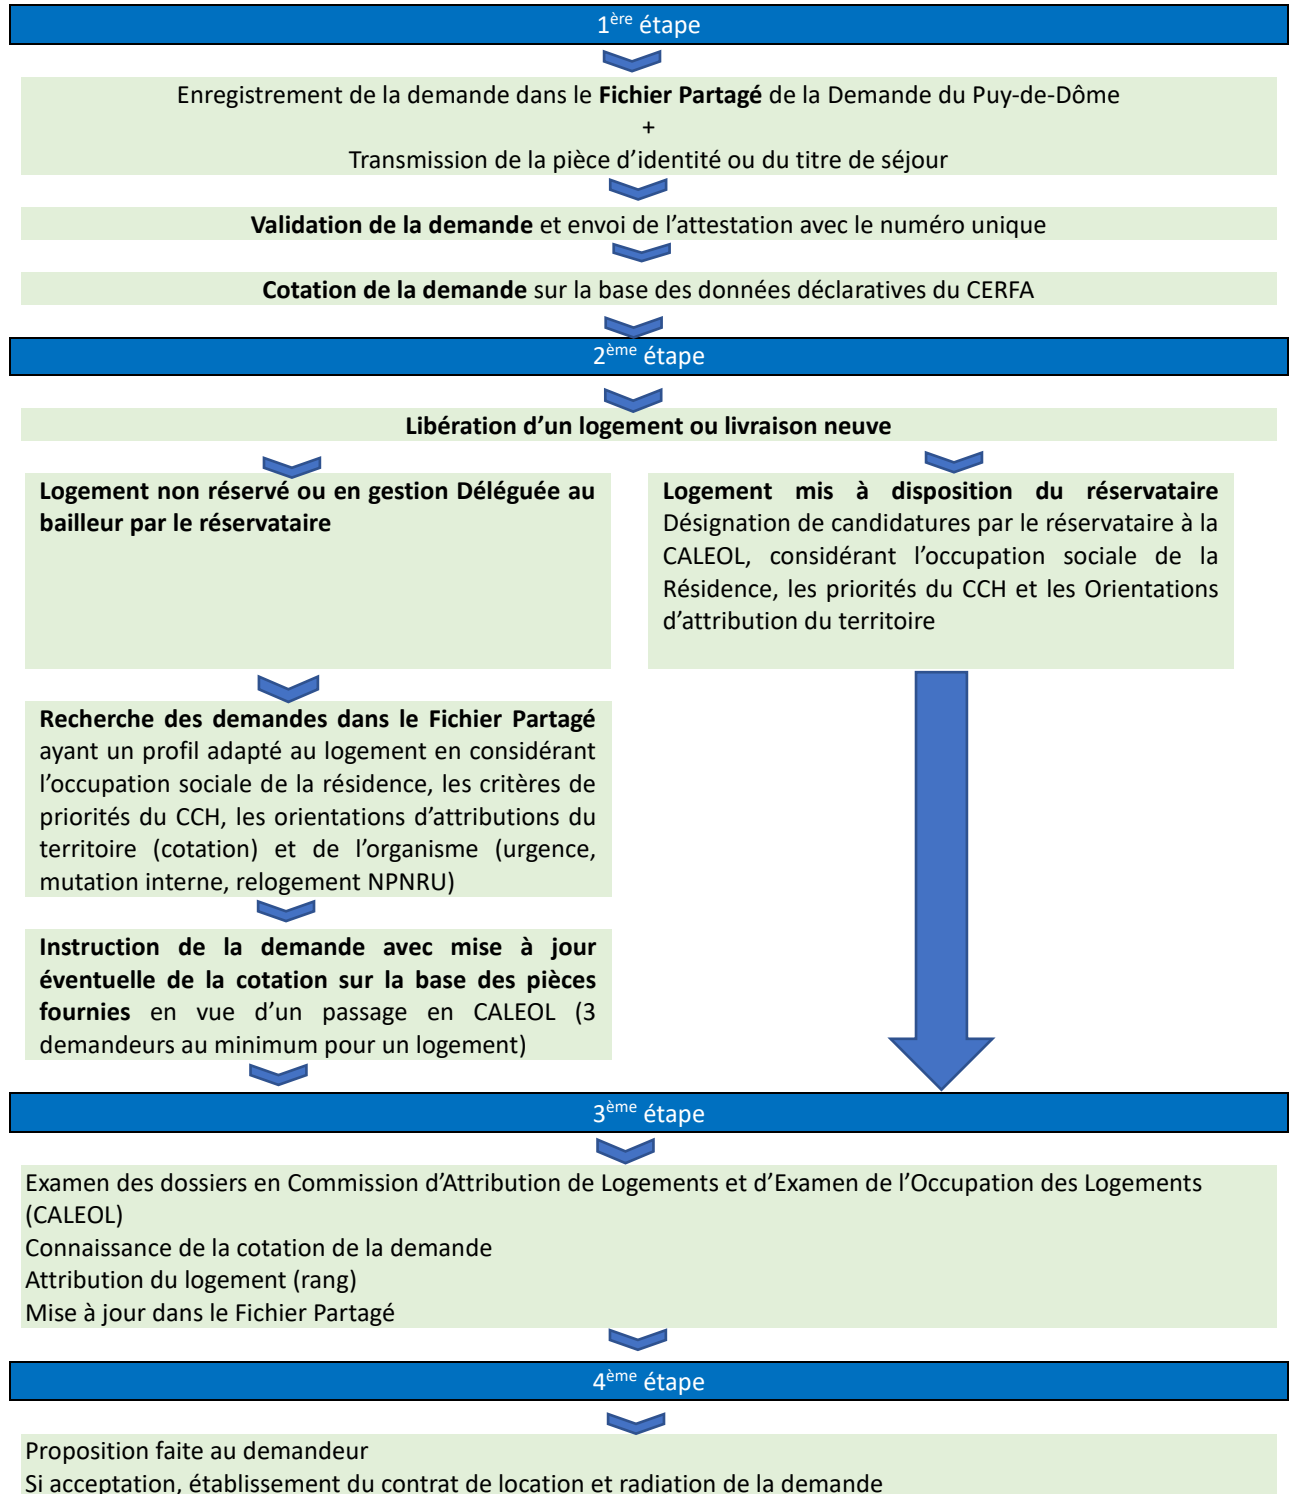 1ère étape
Enregistrement de la demande dans le Fichier Partagé de la Demande du Puy-de-Dôme
+
Transmission de la pièce d’identité ou du titre de séjour
Validation de la demande et envoi de l’attestation avec le numéro unique
Cotation de la demande sur la base des données déclaratives du CERFA
2ème étape
Libération d’un logement ou livraison neuve
Logement non réservé ou en gestion Déléguée au
bailleur par le réservataire
Logement mis à disposition du réservataire
Désignation de candidatures par le réservataire à la
CALEOL, considérant l’occupation sociale de la
Résidence, les priorités du CCH et les Orientations
d’attribution du territoire
Recherche des demandes dans le Fichier Partagé
ayant un profil adapté au logement en considérant
l’occupation sociale de la résidence, les critères de
priorités du CCH, les orientations d’attributions du
territoire (cotation) et de l’organisme (urgence,
mutation interne, relogement NPNRU)
Instruction de la demande avec mise à jour
éventuelle de la cotation sur la base des pièces
fournies en vue d’un passage en CALEOL (3
demandeurs au minimum pour un logement)
3ème étape
Examen des dossiers en Commission d’Attribution de Logements et d’Examen de l’Occupation des Logements
(CALEOL)
Connaissance de la cotation de la demande
Attribution du logement (rang)
Mise à jour dans le Fichier Partagé
4ème étape
Proposition faite au demandeur
Si acceptation, établissement du contrat de location et radiation de la demande